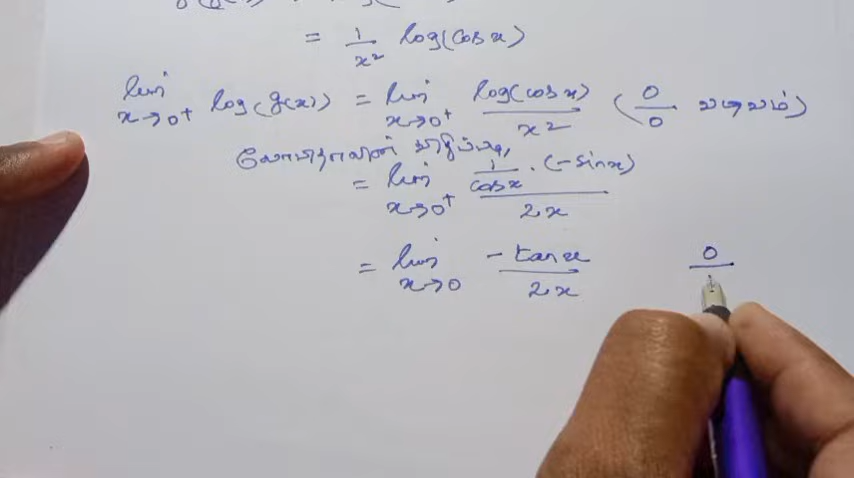 = 1/x² log(cos x)
lim x→0⁺ log(g(x)) = lim x→0⁺ log(cos x)/x² (0/0 வடிவம்)
லோபிதாவின் விதிப்படி,
= lim x→0⁺ 1/cos x · (-sin x)/2x
= lim x→0 -tan x/2x 0